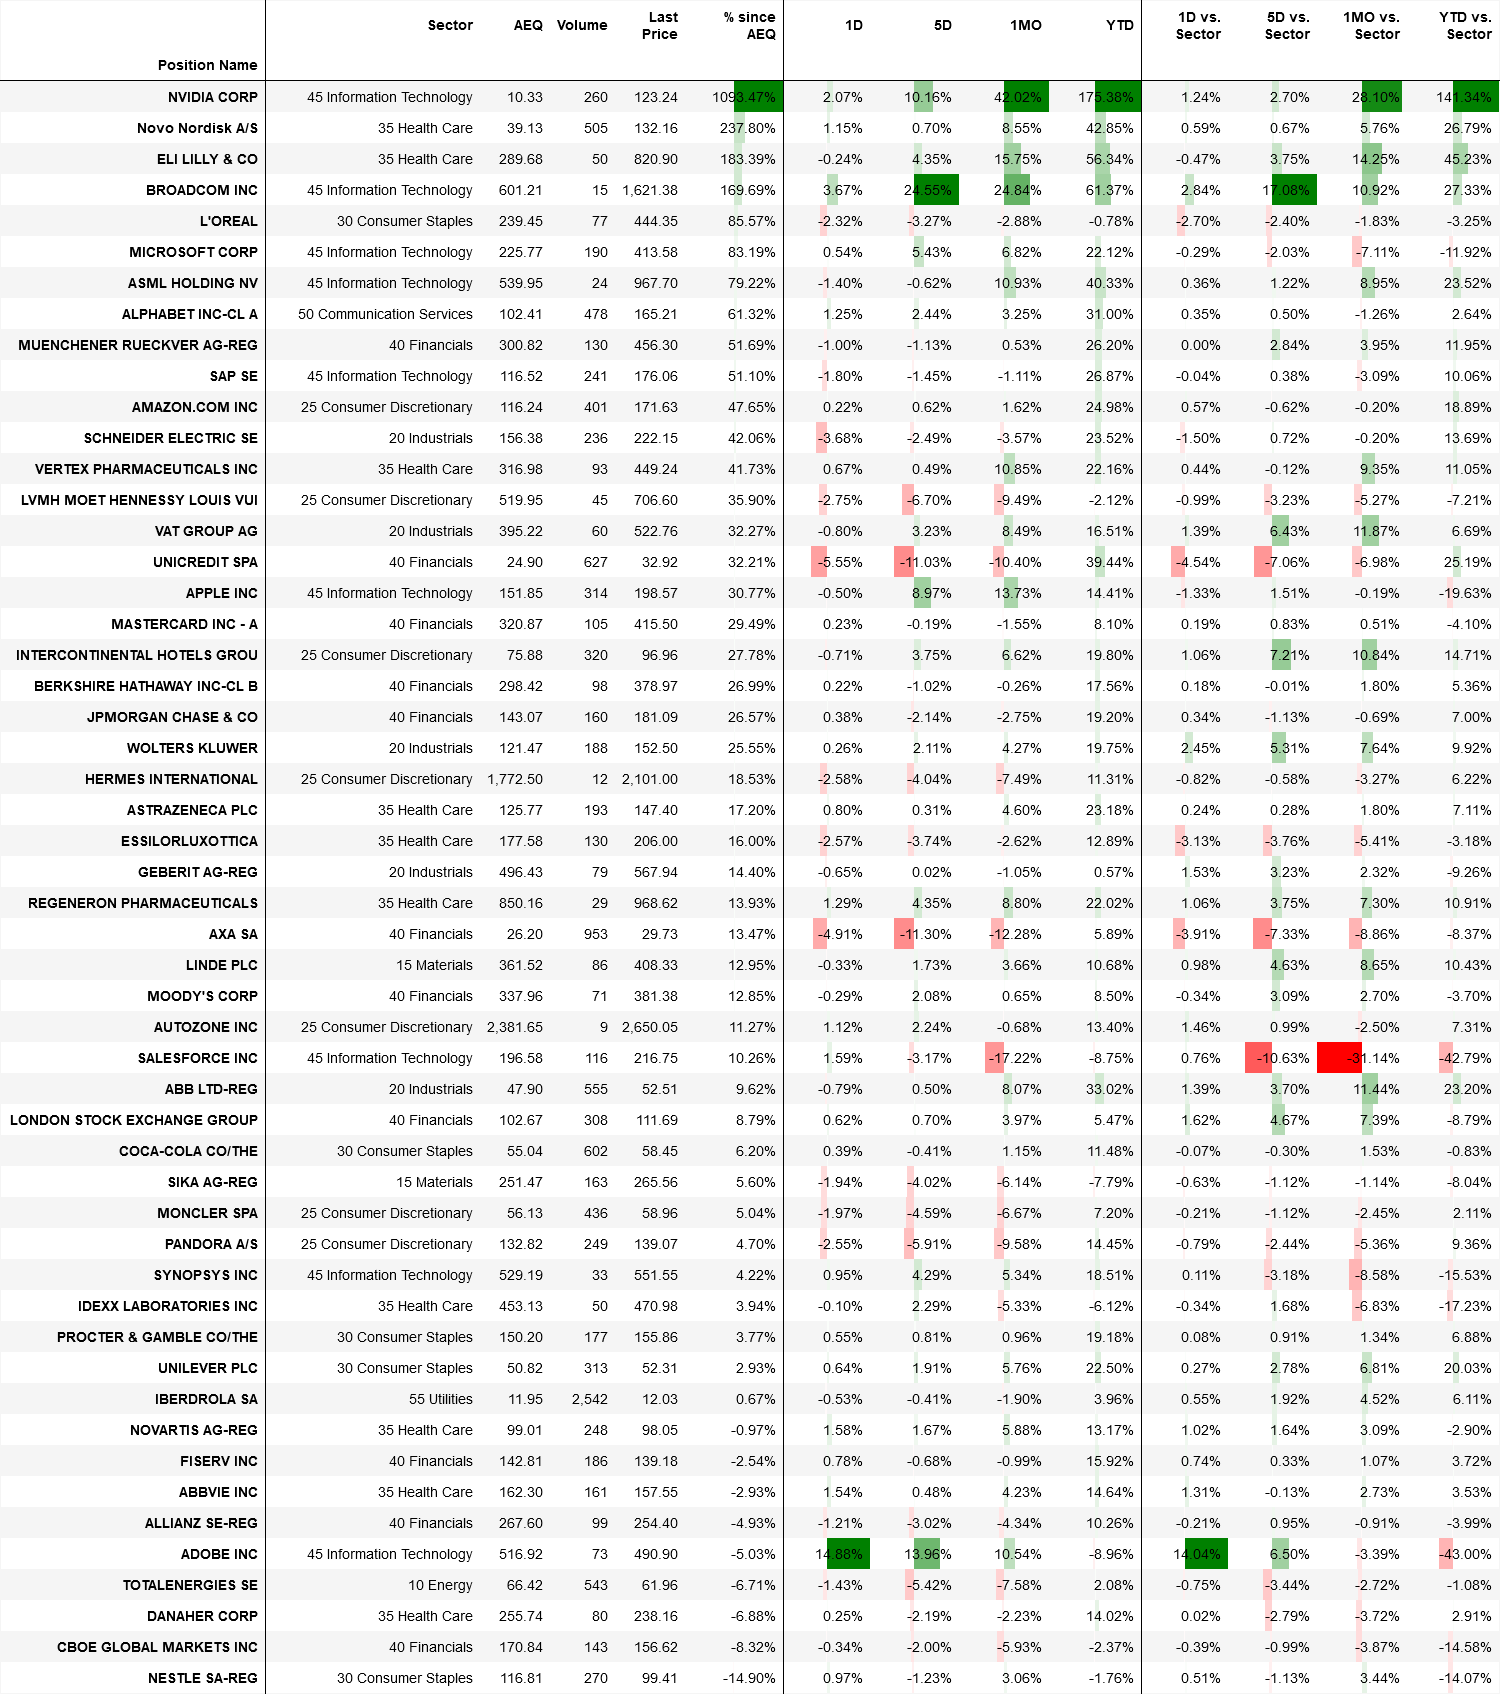 Sector AEQ Volume Last Price % since AEQ 1D 5D 1MO YTD 1D vs. Sector 5D vs. Sector 1MO vs. Sector YTD vs. Sector
Position Name
NVIDIA CORP 45 Information Technology 10.33 260 123.24 1093.47% 2.07% 10.16% 42.02% 175.38% 1.24% 2.70% 28.10% 141.34%
Novo Nordisk A/S 35 Health Care 39.13 505 132.16 237.80% 1.15% 0.70% 8.55% 42.85% 0.59% 0.67% 5.76% 26.79%
ELI LILLY & CO 35 Health Care 289.68 50 820.90 183.39% -0.24% 4.35% 15.75% 56.34% -0.47% 3.75% 14.25% 45.23%
BROADCOM INC 45 Information Technology 601.21 15 1,621.38 169.69% 3.67% 24.55% 24.84% 61.37% 2.84% 17.08% 10.92% 27.33%
L'OREAL 30 Consumer Staples 239.45 77 444.35 85.57% -2.32% -3.27% -2.88% -0.78% -2.70% -2.40% -1.83% -3.25%
MICROSOFT CORP 45 Information Technology 225.77 190 413.58 83.19% 0.54% 5.43% 6.82% 22.12% -0.29% -2.03% -7.11% -11.92%
ASML HOLDING NV 45 Information Technology 539.95 24 967.70 79.22% -1.40% -0.62% 10.93% 40.33% 0.36% 1.22% 8.95% 23.52%
ALPHABET INC-CL A 50 Communication Services 102.41 478 165.21 61.32% 1.25% 2.44% 3.25% 31.00% 0.35% 0.50% -1.26% 2.64%
MUENCHENER RUECKVER AG-REG 40 Financials 300.82 130 456.30 51.69% -1.00% -1.13% 0.53% 26.20% 0.00% 2.84% 3.95% 11.95%
SAP SE 45 Information Technology 116.52 241 176.06 51.10% -1.80% -1.45% -1.11% 26.87% -0.04% 0.38% -3.09% 10.06%
AMAZON.COM INC 25 Consumer Discretionary 116.24 401 171.63 47.65% 0.22% 0.62% 1.62% 24.98% 0.57% -0.62% -0.20% 18.89%
SCHNEIDER ELECTRIC SE 20 Industrials 156.38 236 222.15 42.06% -3.68% -2.49% -3.57% 23.52% -1.50% 0.72% -0.20% 13.69%
VERTEX PHARMACEUTICALS INC 35 Health Care 316.98 93 449.24 41.73% 0.67% 0.49% 10.85% 22.16% 0.44% -0.12% 9.35% 11.05%
LVMH MOET HENNESSY LOUIS VUI 25 Consumer Discretionary 519.95 45 706.60 35.90% -2.75% -6.70% -9.49% -2.12% -0.99% -3.23% -5.27% -7.21%
VAT GROUP AG 20 Industrials 395.22 60 522.76 32.27% -0.80% 3.23% 8.49% 16.51% 1.39% 6.43% 11.87% 6.69%
UNICREDIT SPA 40 Financials 24.90 627 32.92 32.21% -5.55% -11.03% -10.40% 39.44% -4.54% -7.06% -6.98% 25.19%
APPLE INC 45 Information Technology 151.85 314 198.57 30.77% -0.50% 8.97% 13.73% 14.41% -1.33% 1.51% -0.19% -19.63%
MASTERCARD INC - A 40 Financials 320.87 105 415.50 29.49% 0.23% -0.19% -1.55% 8.10% 0.19% 0.83% 0.51% -4.10%
INTERCONTINENTAL HOTELS GROU 25 Consumer Discretionary 75.88 320 96.96 27.78% -0.71% 3.75% 6.62% 19.80% 1.06% 7.21% 10.84% 14.71%
BERKSHIRE HATHAWAY INC-CL B 40 Financials 298.42 98 378.97 26.99% 0.22% -1.02% -0.26% 17.56% 0.18% -0.01% 1.80% 5.36%
JPMORGAN CHASE & CO 40 Financials 143.07 160 181.09 26.57% 0.38% -2.14% -2.75% 19.20% 0.34% -1.13% -0.69% 7.00%
WOLTERS KLUWER 20 Industrials 121.47 188 152.50 25.55% 0.26% 2.11% 4.27% 19.75% 2.45% 5.31% 7.64% 9.92%
HERMES INTERNATIONAL 25 Consumer Discretionary 1,772.50 12 2,101.00 18.53% -2.58% -4.04% -7.49% 11.31% -0.82% -0.58% -3.27% 6.22%
ASTRAZENECA PLC 35 Health Care 125.77 193 147.40 17.20% 0.80% 0.31% 4.60% 23.18% 0.24% 0.28% 1.80% 7.11%
ESSILORLUXOTTICA 35 Health Care 177.58 130 206.00 16.00% -2.57% -3.74% -2.62% 12.89% -3.13% -3.76% -5.41% -3.18%
GEBERIT AG-REG 20 Industrials 496.43 79 567.94 14.40% -0.65% 0.02% -1.05% 0.57% 1.53% 3.23% 2.32% -9.26%
REGENERON PHARMACEUTICALS 35 Health Care 850.16 29 968.62 13.93% 1.29% 4.35% 8.80% 22.02% 1.06% 3.75% 7.30% 10.91%
AXA SA 40 Financials 26.20 953 29.73 13.47% -4.91% -11.30% -12.28% 5.89% -3.91% -7.33% -8.86% -8.37%
LINDE PLC 15 Materials 361.52 86 408.33 12.95% -0.33% 1.73% 3.66% 10.68% 0.98% 4.63% 8.65% 10.43%
MOODY'S CORP 40 Financials 337.96 71 381.38 12.85% -0.29% 2.08% 0.65% 8.50% -0.34% 3.09% 2.70% -3.70%
AUTOZONE INC 25 Consumer Discretionary 2,381.65 9 2,650.05 11.27% 1.12% 2.24% -0.68% 13.40% 1.46% 0.99% -2.50% 7.31%
SALESFORCE INC 45 Information Technology 196.58 116 216.75 10.26% 1.59% -3.17% -17.22% -8.75% 0.76% -10.63% -31.14% -42.79%
ABB LTD-REG 20 Industrials 47.90 555 52.51 9.62% -0.79% 0.50% 8.07% 33.02% 1.39% 3.70% 11.44% 23.20%
LONDON STOCK EXCHANGE GROUP 40 Financials 102.67 308 111.69 8.79% 0.62% 0.70% 3.97% 5.47% 1.62% 4.67% 7.39% -8.79%
COCA-COLA CO/THE 30 Consumer Staples 55.04 602 58.45 6.20% 0.39% -0.41% 1.15% 11.48% -0.07% -0.30% 1.53% -0.83%
SIKA AG-REG 15 Materials 251.47 163 265.56 5.60% -1.94% -4.02% -6.14% -7.79% -0.63% -1.12% -1.14% -8.04%
MONCLER SPA 25 Consumer Discretionary 56.13 436 58.96 5.04% -1.97% -4.59% -6.67% 7.20% -0.21% -1.12% -2.45% 2.11%
PANDORA A/S 25 Consumer Discretionary 132.82 249 139.07 4.70% -2.55% -5.91% -9.58% 14.45% -0.79% -2.44% -5.36% 9.36%
SYNOPSYS INC 45 Information Technology 529.19 33 551.55 4.22% 0.95% 4.29% 5.34% 18.51% 0.11% -3.18% -8.58% -15.53%
IDEXX LABORATORIES INC 35 Health Care 453.13 50 470.98 3.94% -0.10% 2.29% -5.33% -6.12% -0.34% 1.68% -6.83% -17.23%
PROCTER & GAMBLE CO/THE 30 Consumer Staples 150.20 177 155.86 3.77% 0.55% 0.81% 0.96% 19.18% 0.08% 0.91% 1.34% 6.88%
UNILEVER PLC 30 Consumer Staples 50.82 313 52.31 2.93% 0.64% 1.91% 5.76% 22.50% 0.27% 2.78% 6.81% 20.03%
IBERDROLA SA 55 Utilities 11.95 2,542 12.03 0.67% -0.53% -0.41% -1.90% 3.96% 0.55% 1.92% 4.52% 6.11%
NOVARTIS AG-REG 35 Health Care 99.01 248 98.05 -0.97% 1.58% 1.67% 5.88% 13.17% 1.02% 1.64% 3.09% -2.90%
FISERV INC 40 Financials 142.81 186 139.18 -2.54% 0.78% -0.68% -0.99% 15.92% 0.74% 0.33% 1.07% 3.72%
ABBVIE INC 35 Health Care 162.30 161 157.55 -2.93% 1.54% 0.48% 4.23% 14.64% 1.31% -0.13% 2.73% 3.53%
ALLIANZ SE-REG 40 Financials 267.60 99 254.40 -4.93% -1.21% -3.02% -4.34% 10.26% -0.21% 0.95% -0.91% -3.99%
ADOBE INC 45 Information Technology 516.92 73 490.90 -5.03% 14.88% 13.96% 10.54% -8.96% 14.04% 6.50% -3.39% -43.00%
TOTALENERGIES SE 10 Energy 66.42 543 61.96 -6.71% -1.43% -5.42% -7.58% 2.08% -0.75% -3.44% -2.72% -1.08%
DANAHER CORP 35 Health Care 255.74 80 238.16 -6.88% 0.25% -2.19% -2.23% 14.02% 0.02% -2.79% -3.72% 2.91%
CBOE GLOBAL MARKETS INC 40 Financials 170.84 143 156.62 -8.32% -0.34% -2.00% -5.93% -2.37% -0.39% -0.99% -3.87% -14.58%
NESTLE SA-REG 30 Consumer Staples 116.81 270 99.41 -14.90% 0.97% -1.23% 3.06% -1.76% 0.51% -1.13% 3.44% -14.07%